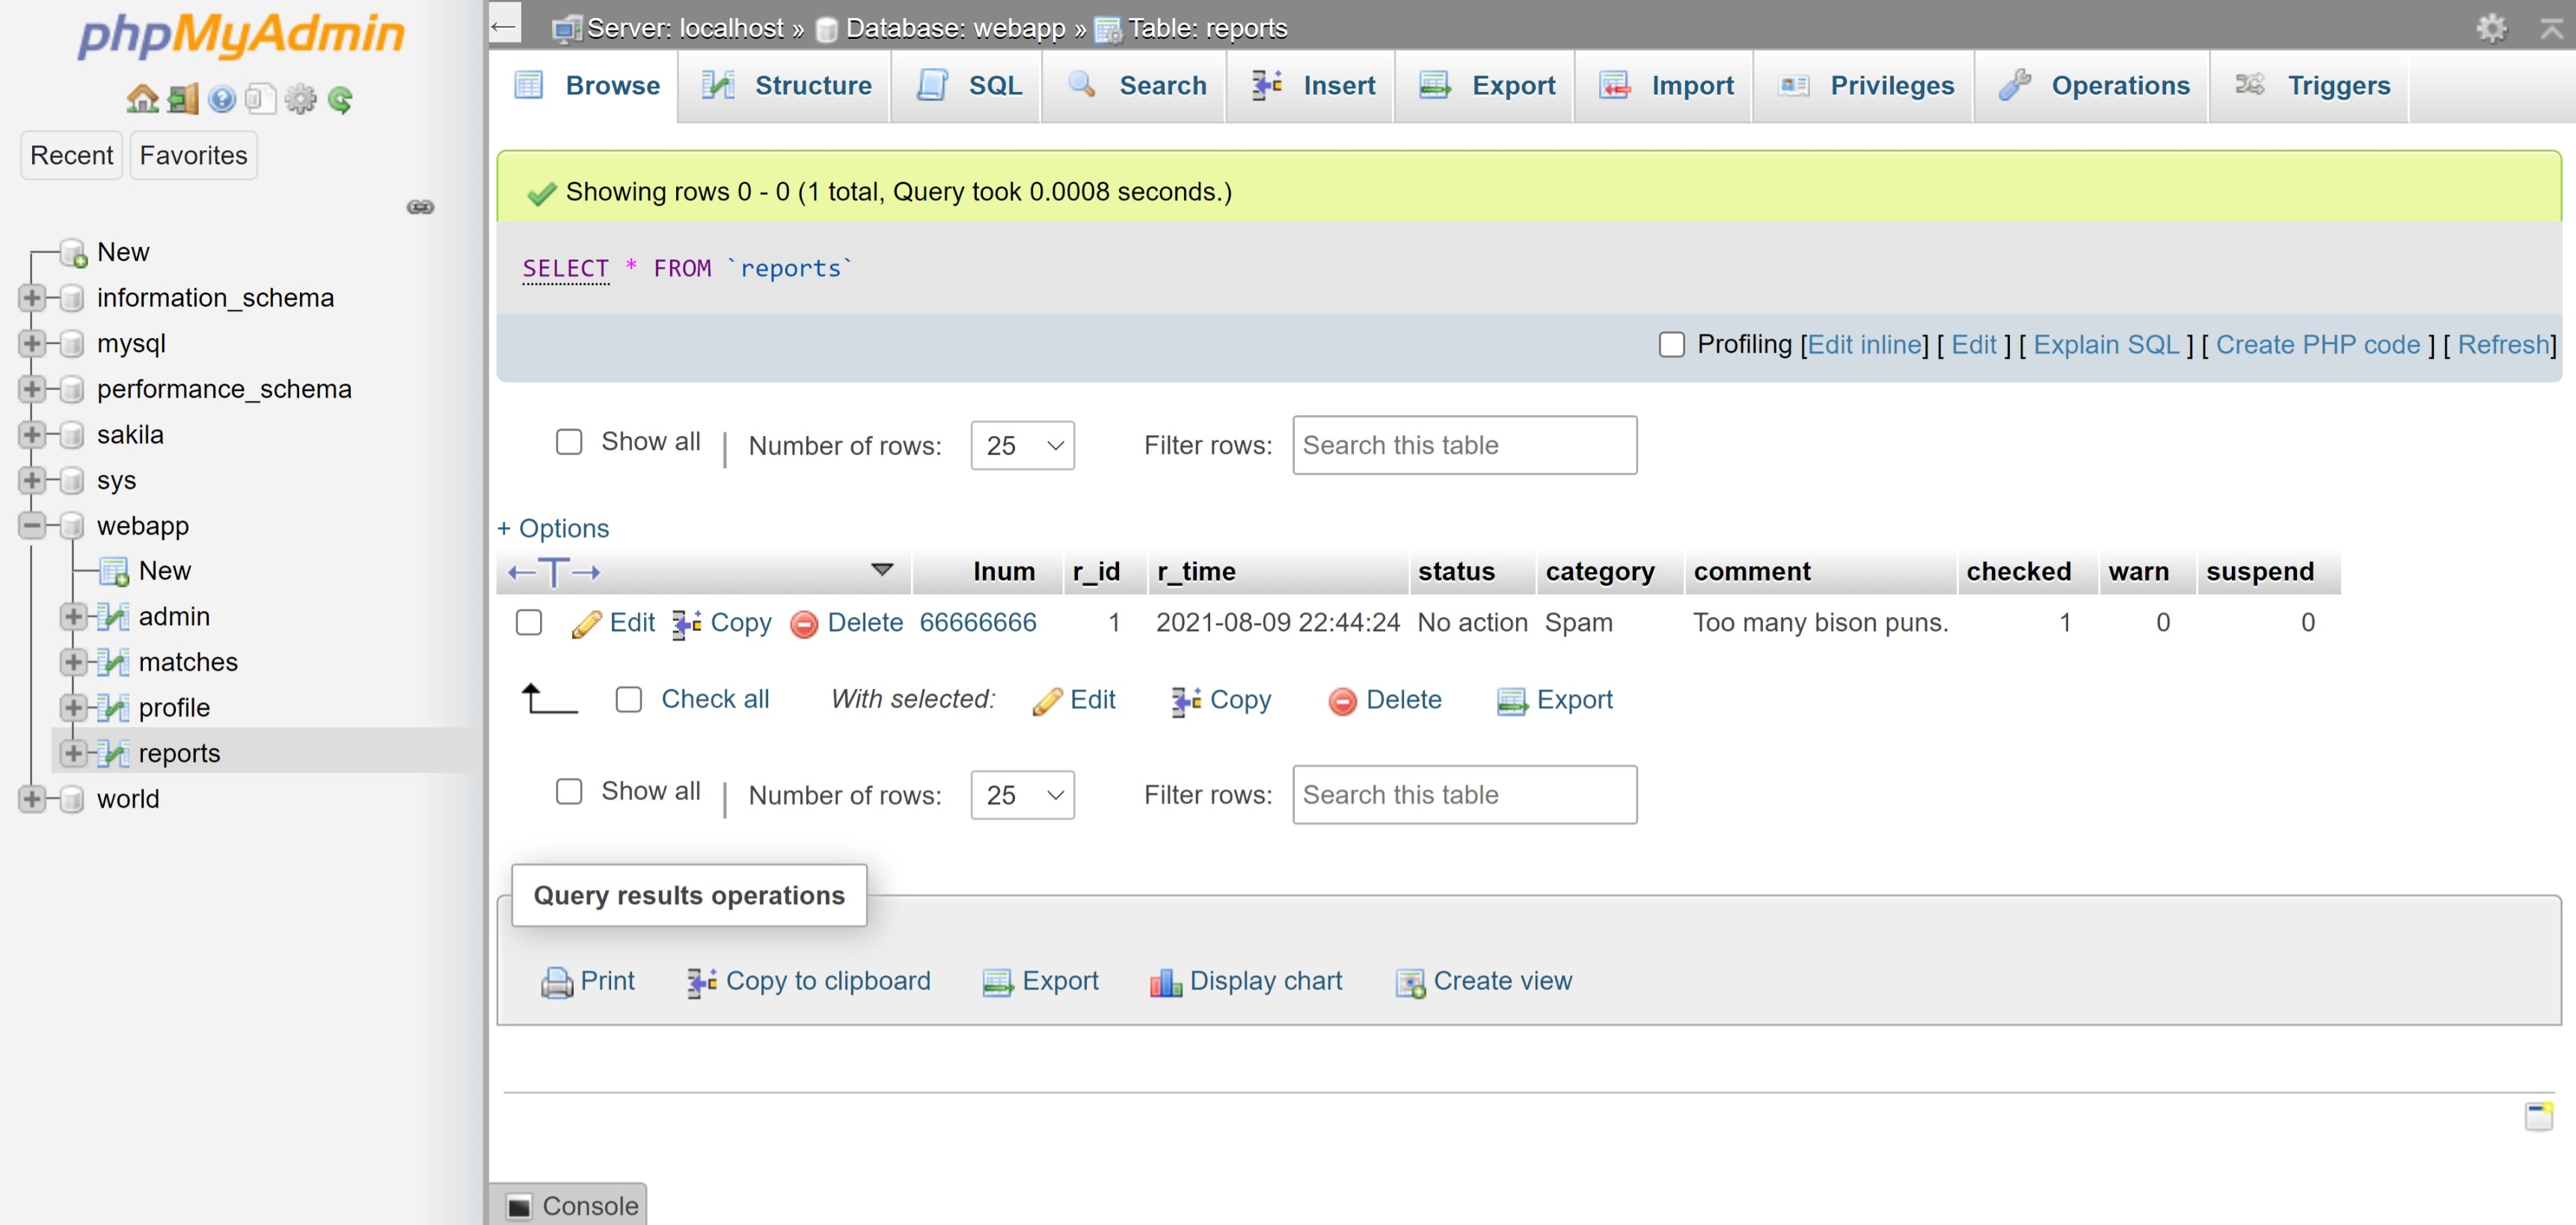 phpMyAdmin
Recent Favorites
New
information_schema
mysql
performance_schema
sakila
sys
webapp
New
admin
matches
profile
reports
world
Server: localhost » Database: webapp » Table: reports
Browse Structure SQL Search Insert Export Import Privileges Operations Triggers
Showing rows 0 - 0 (1 total, Query took 0.0008 seconds.)
SELECT * FROM `reports`
Profiling [Edit inline] [ Edit ] [ Explain SQL ] [ Create PHP code ] [ Refresh]
Show all | Number of rows: 25 Filter rows: Search this table
+ Options
←T→ lnum r_id r_time status category comment checked warn suspend
Edit Copy Delete 66666666 1 2021-08-09 22:44:24 No action Spam Too many bison puns. 1 0 0
Check all With selected: Edit Copy Delete Export
Show all | Number of rows: 25 Filter rows: Search this table
Query results operations
Print Copy to clipboard Export Display chart Create view
Console